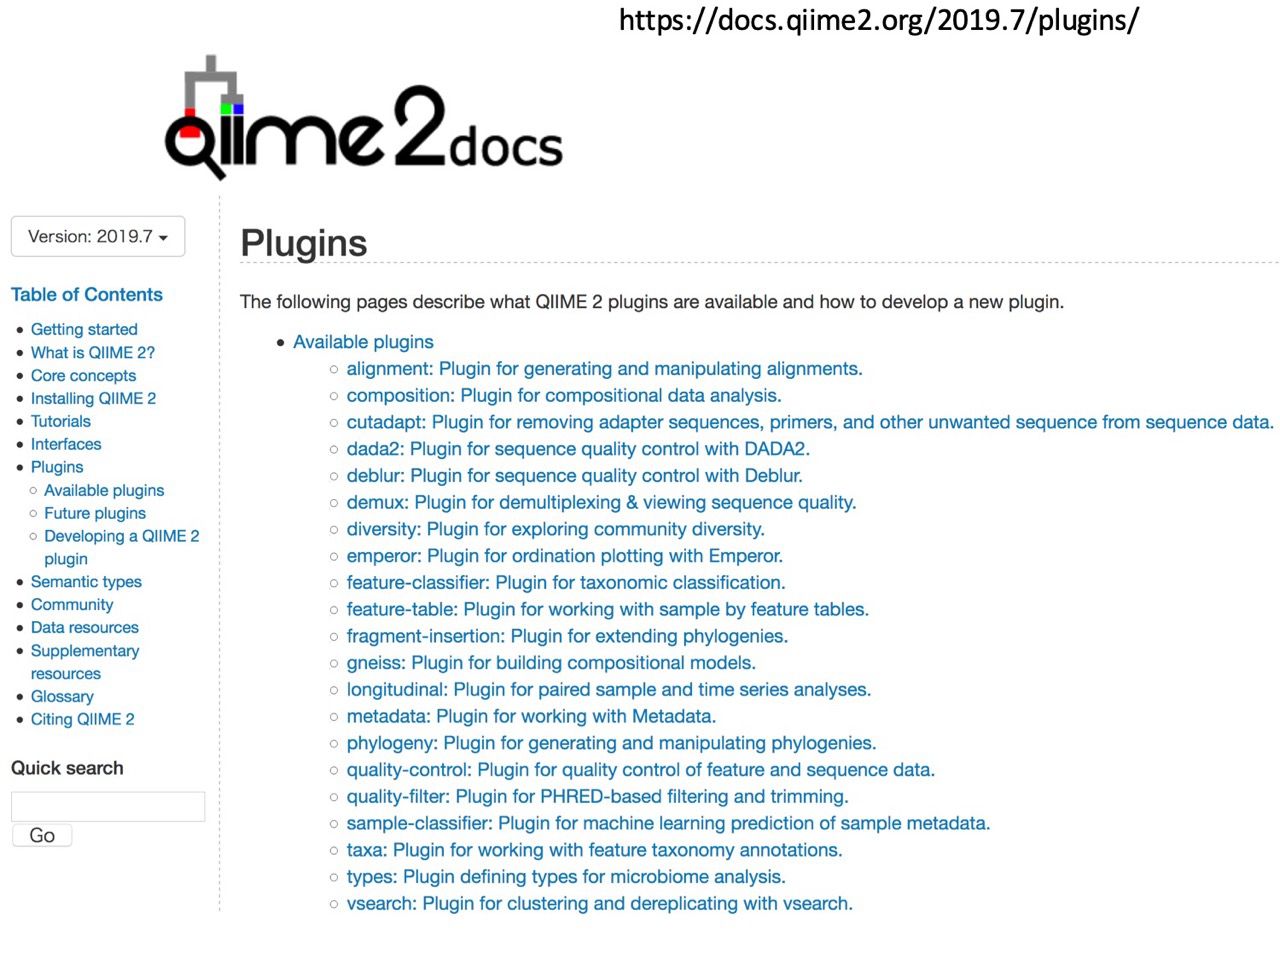 https://docs.qiime2.org/2019.7/plugins/
qiime2docs
Version: 2019.7
Table of Contents
Getting started
What is QIIME 2?
Core concepts
Installing QIIME 2
Tutorials
Interfaces
Plugins
Available plugins
Future plugins
Developing a QIIME 2
plugin
Semantic types
Community
Data resources
Supplementary
resources
Glossary
Citing QIIME 2
Quick search
Go
Plugins
The following pages describe what QIIME 2 plugins are available and how to develop a new plugin.
Available plugins
alignment: Plugin for generating and manipulating alignments.
composition: Plugin for compositional data analysis.
cutadapt: Plugin for removing adapter sequences, primers, and other unwanted sequence from sequence data.
dada2: Plugin for sequence quality control with DADA2.
deblur: Plugin for sequence quality control with Deblur.
demux: Plugin for demultiplexing & viewing sequence quality.
diversity: Plugin for exploring community diversity.
emperor: Plugin for ordination plotting with Emperor.
feature-classifier: Plugin for taxonomic classification.
feature-table: Plugin for working with sample by feature tables.
fragment-insertion: Plugin for extending phylogenies.
gneiss: Plugin for building compositional models.
longitudinal: Plugin for paired sample and time series analyses.
metadata: Plugin for working with Metadata.
phylogeny: Plugin for generating and manipulating phylogenies.
quality-control: Plugin for quality control of feature and sequence data.
quality-filter: Plugin for PHRED-based filtering and trimming.
sample-classifier: Plugin for machine learning prediction of sample metadata.
taxa: Plugin for working with feature taxonomy annotations.
types: Plugin defining types for microbiome analysis.
vsearch: Plugin for clustering and dereplicating with vsearch.